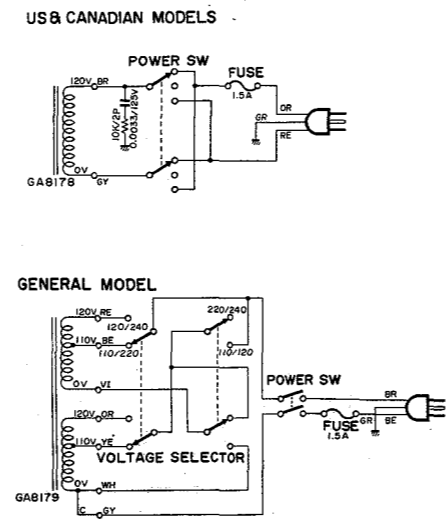 US & CANADIAN MODELS
POWER SW
120V BR
FUSE
1.5A
10K/2P
0.0033/125V
OR
GR
RE
0V
GY
GA8178
GENERAL MODEL
120V RE
120/240
220/240
110V BE
110/220
110/120
POWER SW
0V VI
BR
120V OR
FUSE
GR
BE
1.5A
110V YE
VOLTAGE SELECTOR
0V WH
GA8179
C GY